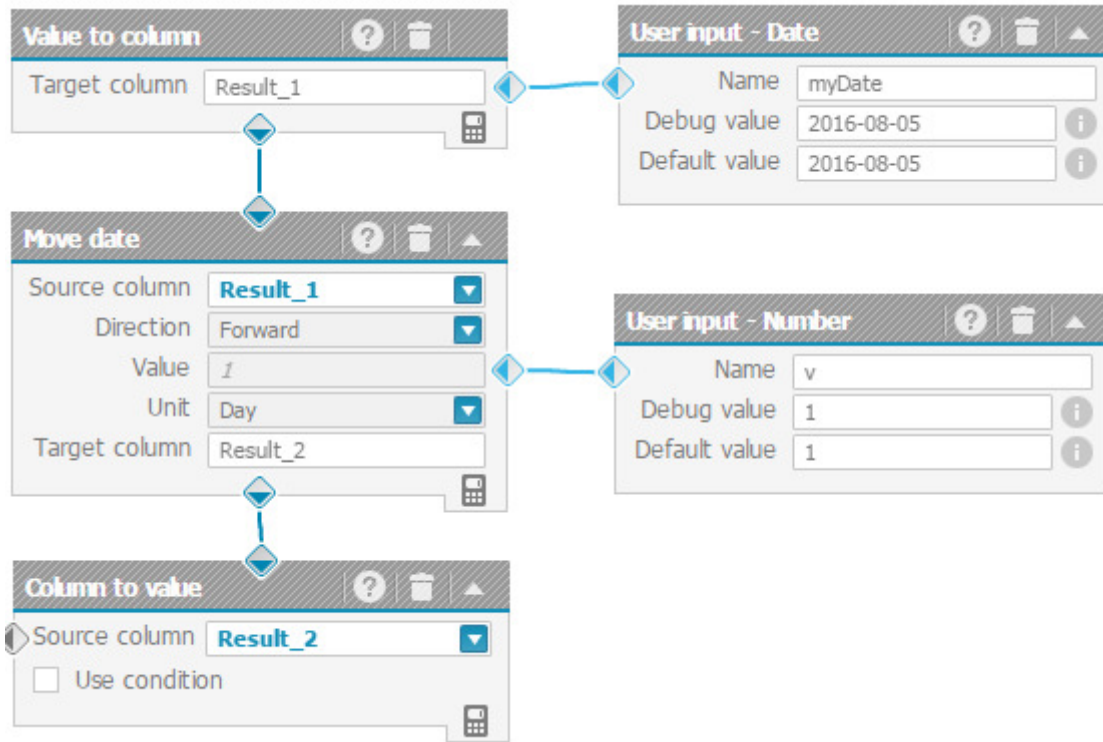 Value to column
Target column Result_1
User input - Date
Name myDate
Debug value 2016-08-05
Default value 2016-08-05
Move date
Source column Result_1
Direction Forward
Value 1
Unit Day
Target column Result_2
User input - Number
Name v
Debug value 1
Default value 1
Column to value
Source column Result_2
Use condition